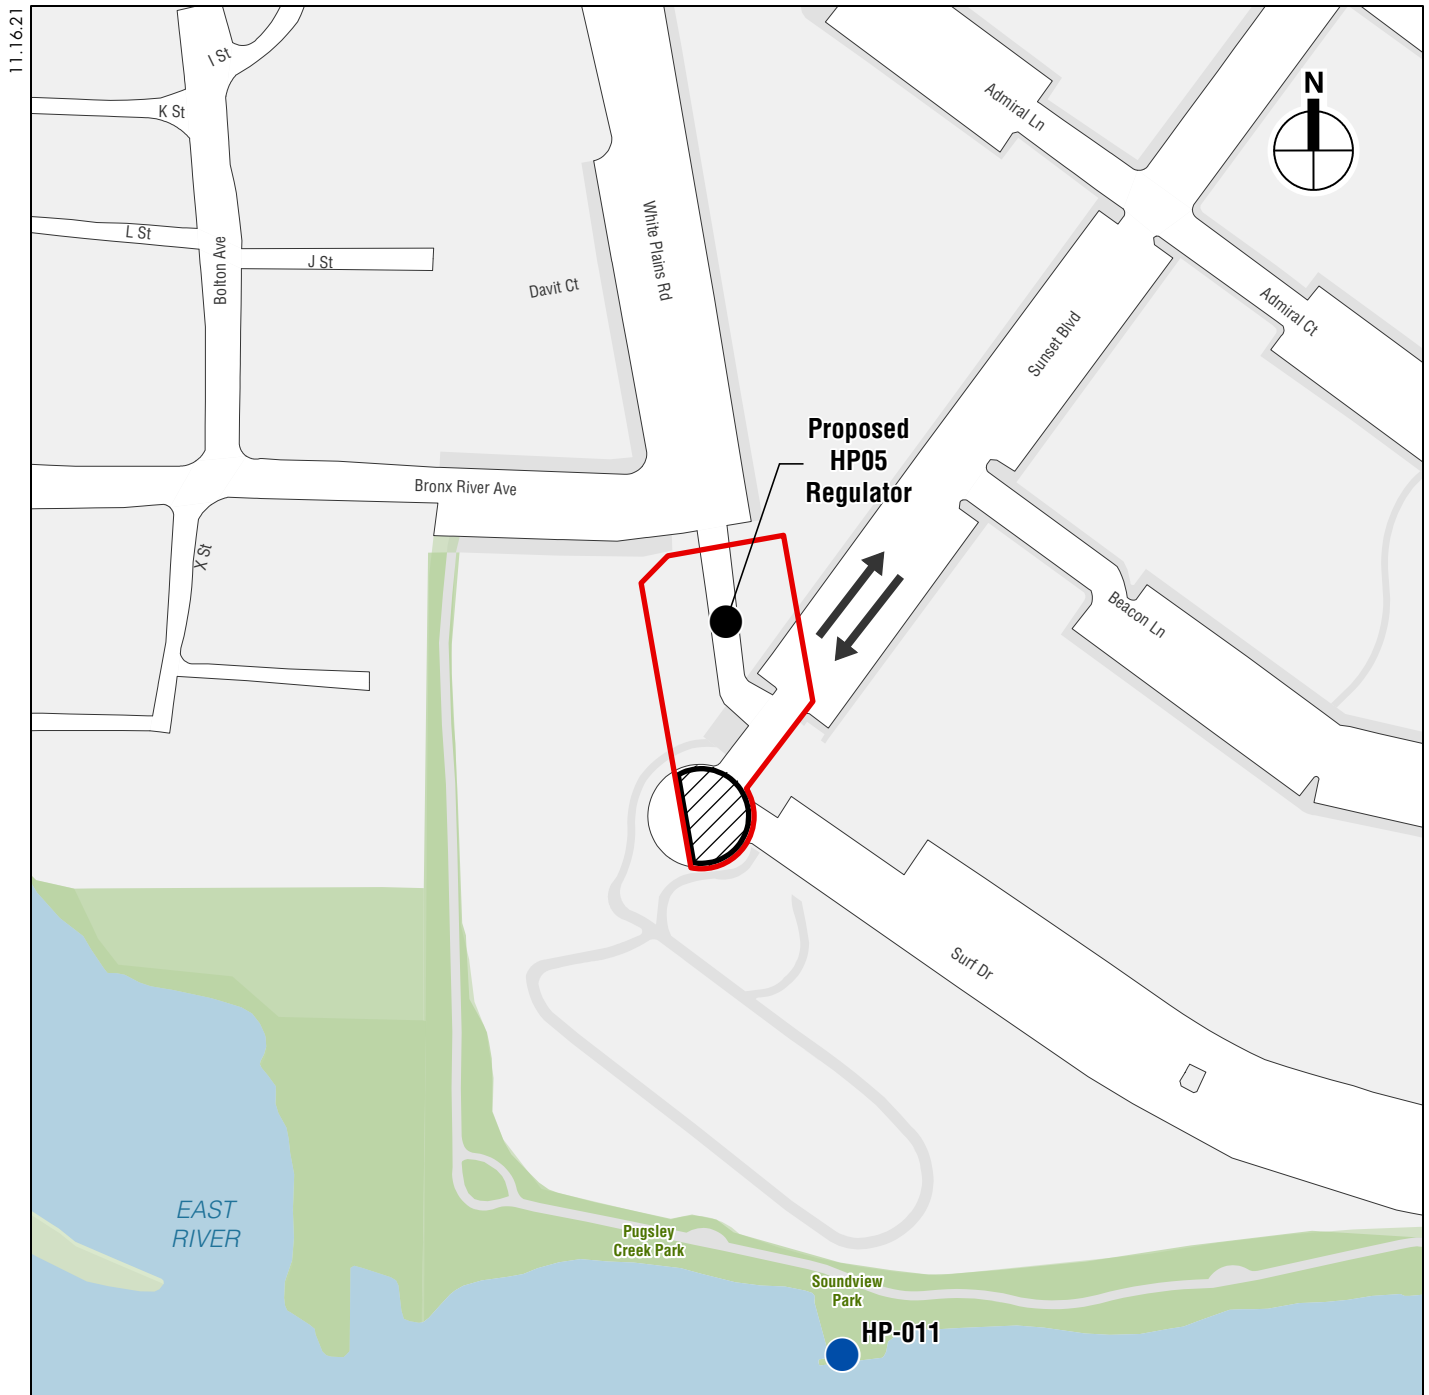 11.16.21
I St
K St
N
Admiral Ln
L St
Bolton Ave
J St
White Plains Rd
Davit Ct
Admiral Ct
Sunset Blvd
Proposed
HP05
Regulator
Bronx River Ave
X St
Beacon Ln
Surf Dr
EAST
RIVER
Pugsley
Creek Park
Soundview
Park
HP-011